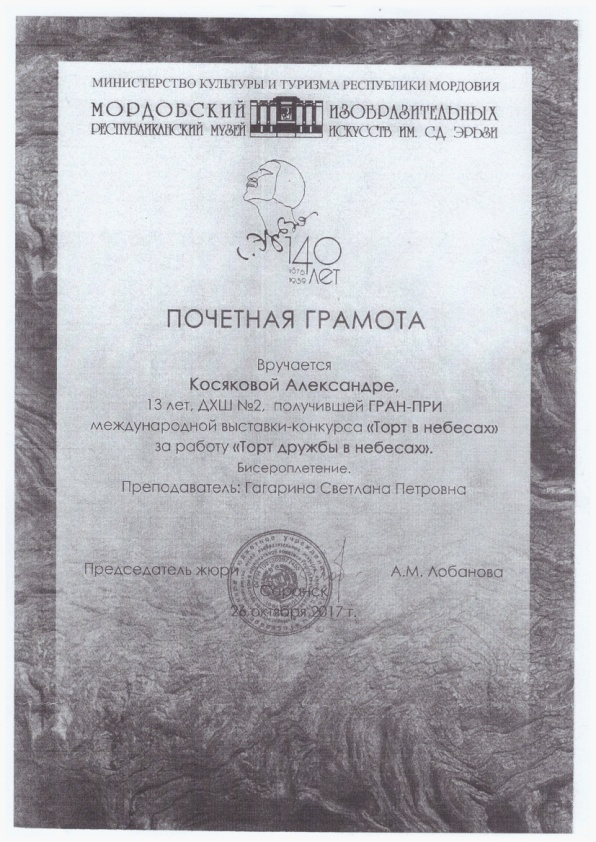 МИНИСТЕРСТВО КУЛЬТУРЫ И ТУРИЗМА РЕСПУБЛИКИ МОРДОВИЯ
МОРДОВСКИЙ ИЗОБРАЗИТЕЛЬНЫХ
РЕСПУБЛИКАНСКИЙ МУЗЕЙ ИСКУССТВ ИМ. С.Д. ЭРЬЗИ
С. Эрьзя
140
1876
1959 ЛЕТ
ПОЧЕТНАЯ ГРАМОТА
Вручается
Косяковой Александре,
13 лет, ДХШ №2, получившей ГРАН-ПРИ
международной выставки-конкурса «Торт в небесах»
за работу «Торт дружбы в небесах».
Бисероплетение.
Преподаватель: Гагарина Светлана Петровна
Председатель жюри А.М. Лобанова
Саранск
26 октября 2017 г.